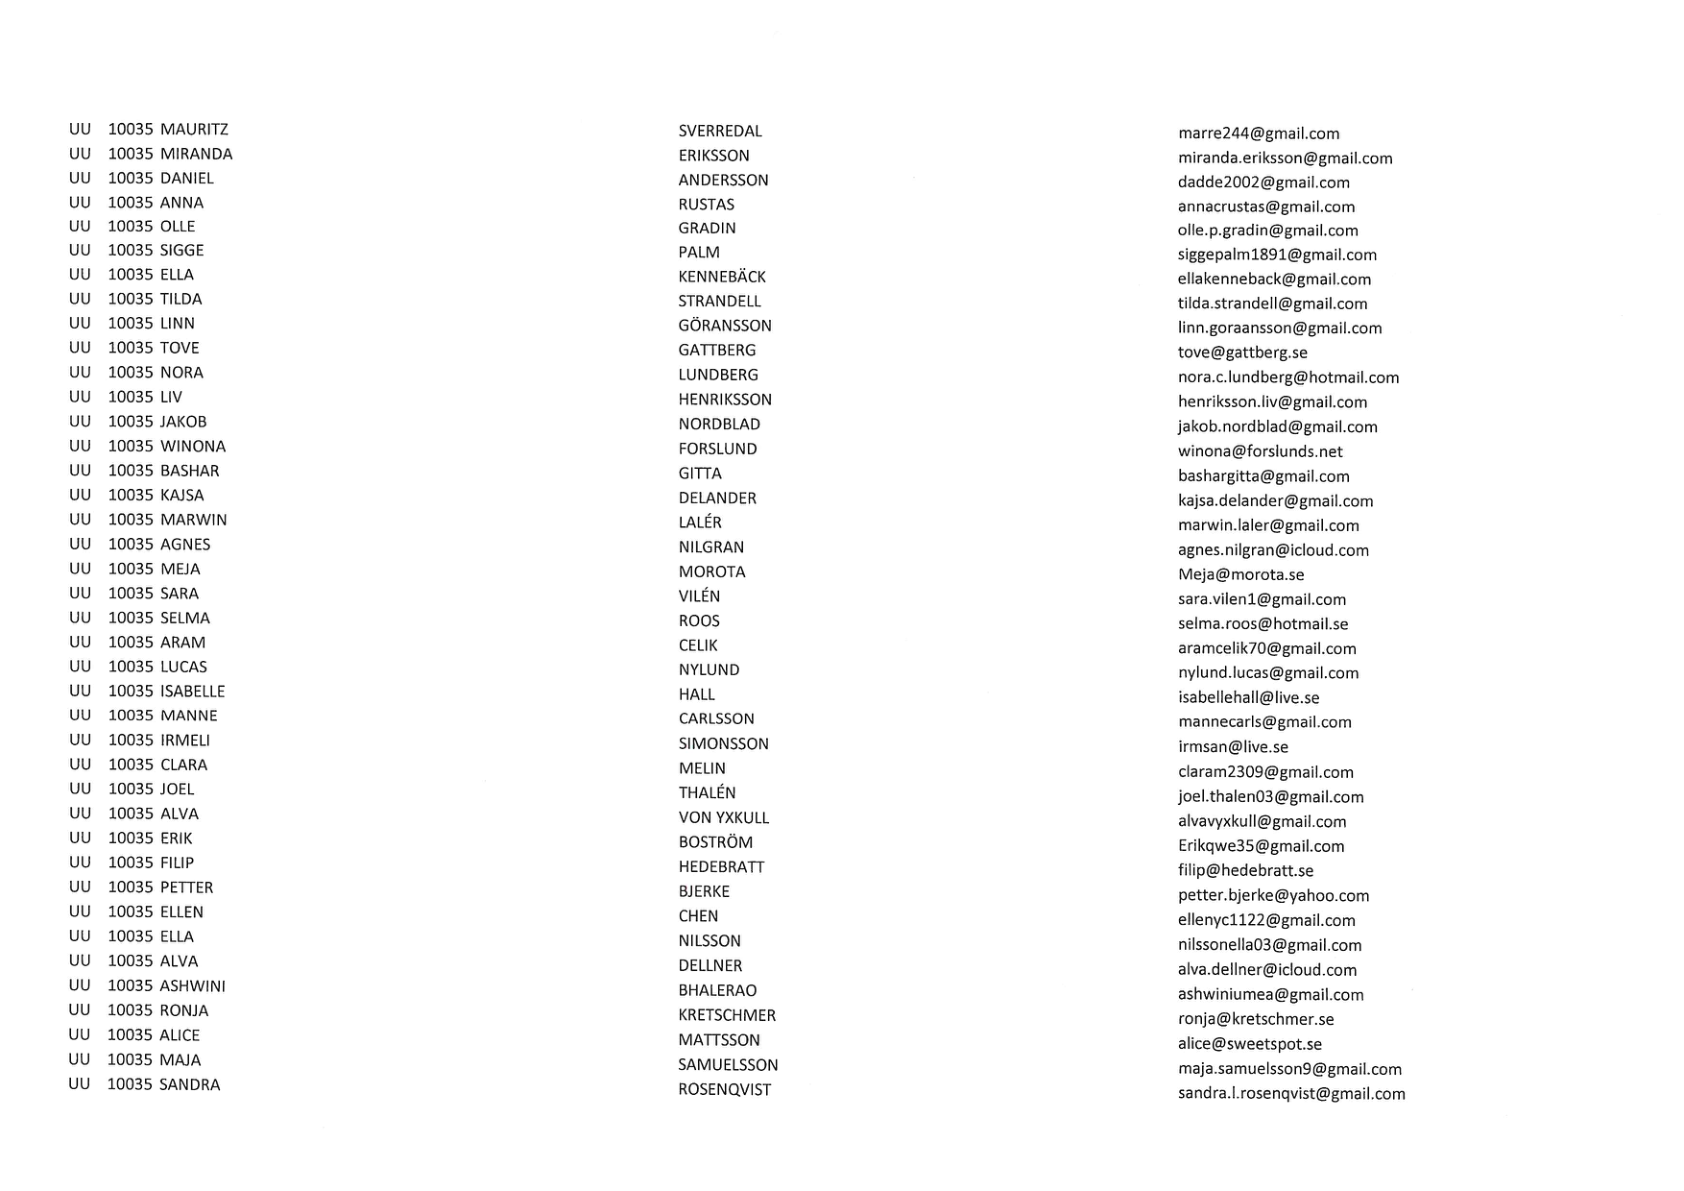 UU 10035 MAURITZ SVERREDAL marre244@gmail.com
UU 10035 MIRANDA ERIKSSON miranda.eriksson@gmail.com
UU 10035 DANIEL ANDERSSON dadde2002@gmail.com
UU 10035 ANNA RUSTAS annacrustas@gmail.com
UU 10035 OLLE GRADIN olle.p.gradin@gmail.com
UU 10035 SIGGE PALM siggepalm1891@gmail.com
UU 10035 ELLA KENNEBÄCK ellakenneback@gmail.com
UU 10035 TILDA STRANDELL tilda.strandell@gmail.com
UU 10035 LINN GÖRANSSON linn.goraansson@gmail.com
UU 10035 TOVE GATTBERG tove@gattberg.se
UU 10035 NORA LUNDBERG nora.c.lundberg@hotmail.com
UU 10035 LIV HENRIKSSON henriksson.liv@gmail.com
UU 10035 JAKOB NORDBLAD jakob.nordblad@gmail.com
UU 10035 WINONA FORSLUND winona@forslunds.net
UU 10035 BASHAR GITTA bashargitta@gmail.com
UU 10035 KAJSA DELANDER kajsa.delander@gmail.com
UU 10035 MARWIN LALÉR marwin.laler@gmail.com
UU 10035 AGNES NILGRAN agnes.nilgran@icloud.com
UU 10035 MEJA MOROTA Meja@morota.se
UU 10035 SARA VILÉN sara.vilen1@gmail.com
UU 10035 SELMA ROOS selma.roos@hotmail.se
UU 10035 ARAM CELIK aramcelik70@gmail.com
UU 10035 LUCAS NYLUND nylund.lucas@gmail.com
UU 10035 ISABELLE HALL isabellehall@live.se
UU 10035 MANNE CARLSSON mannecarls@gmail.com
UU 10035 IRMELI SIMONSSON irmsan@live.se
UU 10035 CLARA MELIN claram2309@gmail.com
UU 10035 JOEL THALÉN joel.thalen03@gmail.com
UU 10035 ALVA VON YXKULL alvavyxkull@gmail.com
UU 10035 ERIK BOSTRÖM Erikqwe35@gmail.com
UU 10035 FILIP HEDEBRATT filip@hedebratt.se
UU 10035 PETTER BJERKE petter.bjerke@yahoo.com
UU 10035 ELLEN CHEN ellenyc1122@gmail.com
UU 10035 ELLA NILSSON nilssonella03@gmail.com
UU 10035 ALVA DELLNER alva.dellner@icloud.com
UU 10035 ASHWINI BHALERAO ashwiniumea@gmail.com
UU 10035 RONJA KRETSCHMER ronja@kretschmer.se
UU 10035 ALICE MATTSSON alice@sweetspot.se
UU 10035 MAJA SAMUELSSON maja.samuelsson9@gmail.com
UU 10035 SANDRA ROSENQVIST sandra.l.rosenqvist@gmail.com